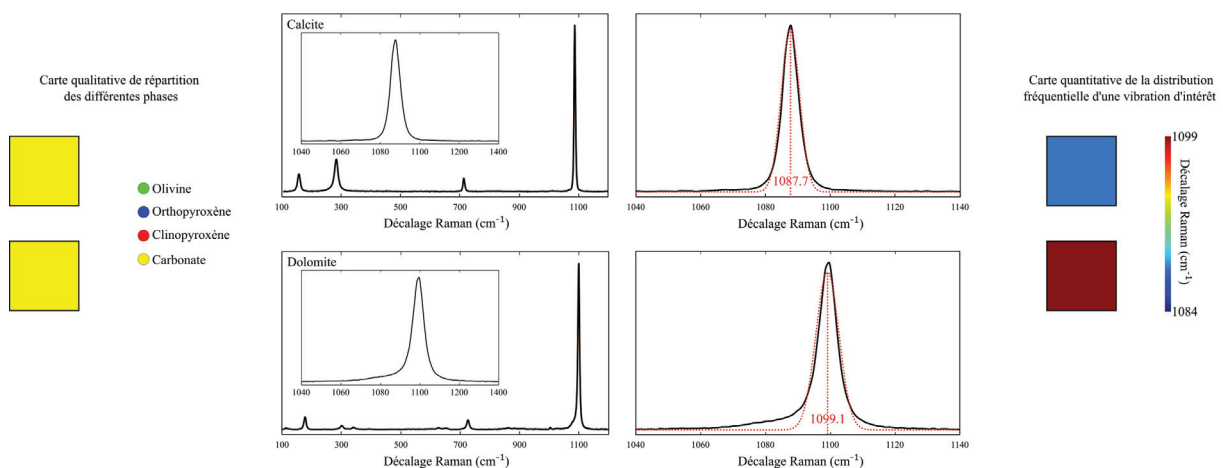 Carte qualitative de répartition
des différentes phases
Olivine
Orthopyroxène
Clinopyroxène
Carbonate
Calcite
1040 1060 1080 1100 1200 1400
100 300 500 700 900 1100
Décalage Raman (cm⁻¹)
1087.7
1040 1060 1080 1100 1120 1140
Décalage Raman (cm⁻¹)
Dolomite
1040 1060 1080 1100 1200 1400
100 300 500 700 900 1100
Décalage Raman (cm⁻¹)
1099.1
1040 1060 1080 1100 1120 1140
Décalage Raman (cm⁻¹)
Carte quantitative de la distribution
fréquentielle d'une vibration d'intérêt
1099
Décalage Raman (cm⁻¹)
1084